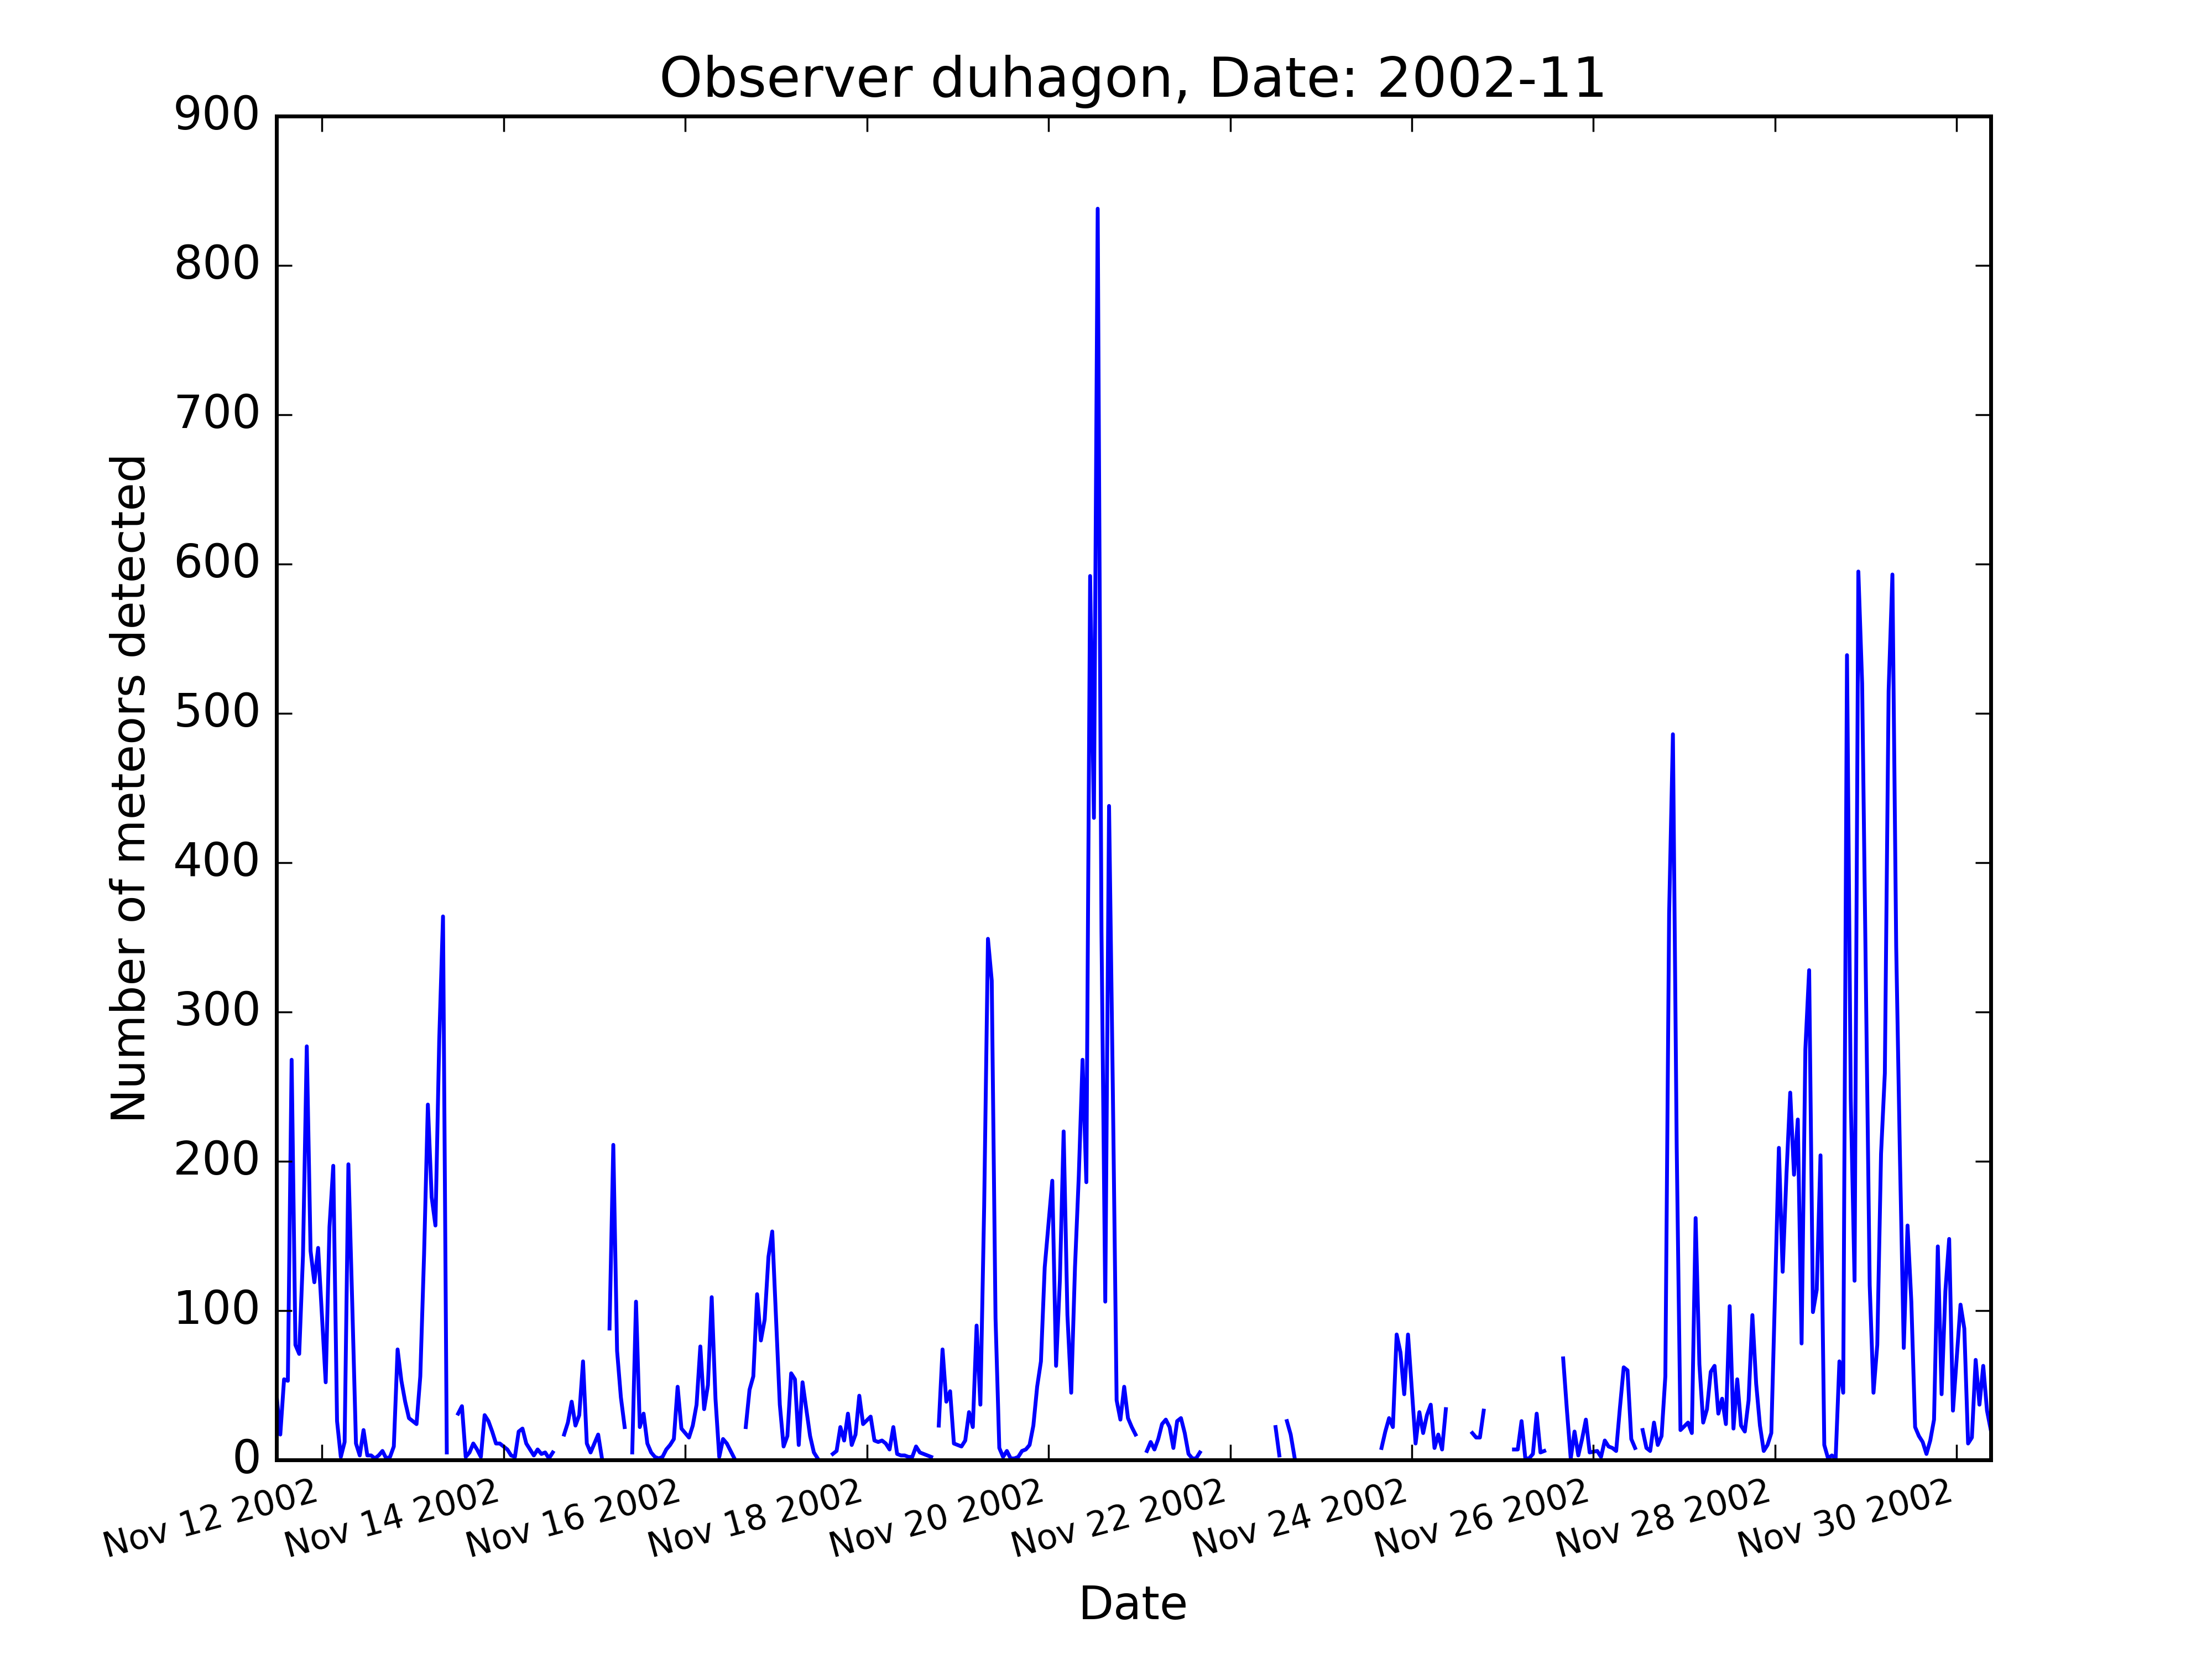 Observer duhagon, Date: 2002-11
900
800
700
600
500
400
300
200
100
0
Number of meteors detected
Nov 12 2002
Nov 14 2002
Nov 16 2002
Nov 18 2002
Nov 20 2002
Nov 22 2002
Nov 24 2002
Nov 26 2002
Nov 28 2002
Nov 30 2002
Date